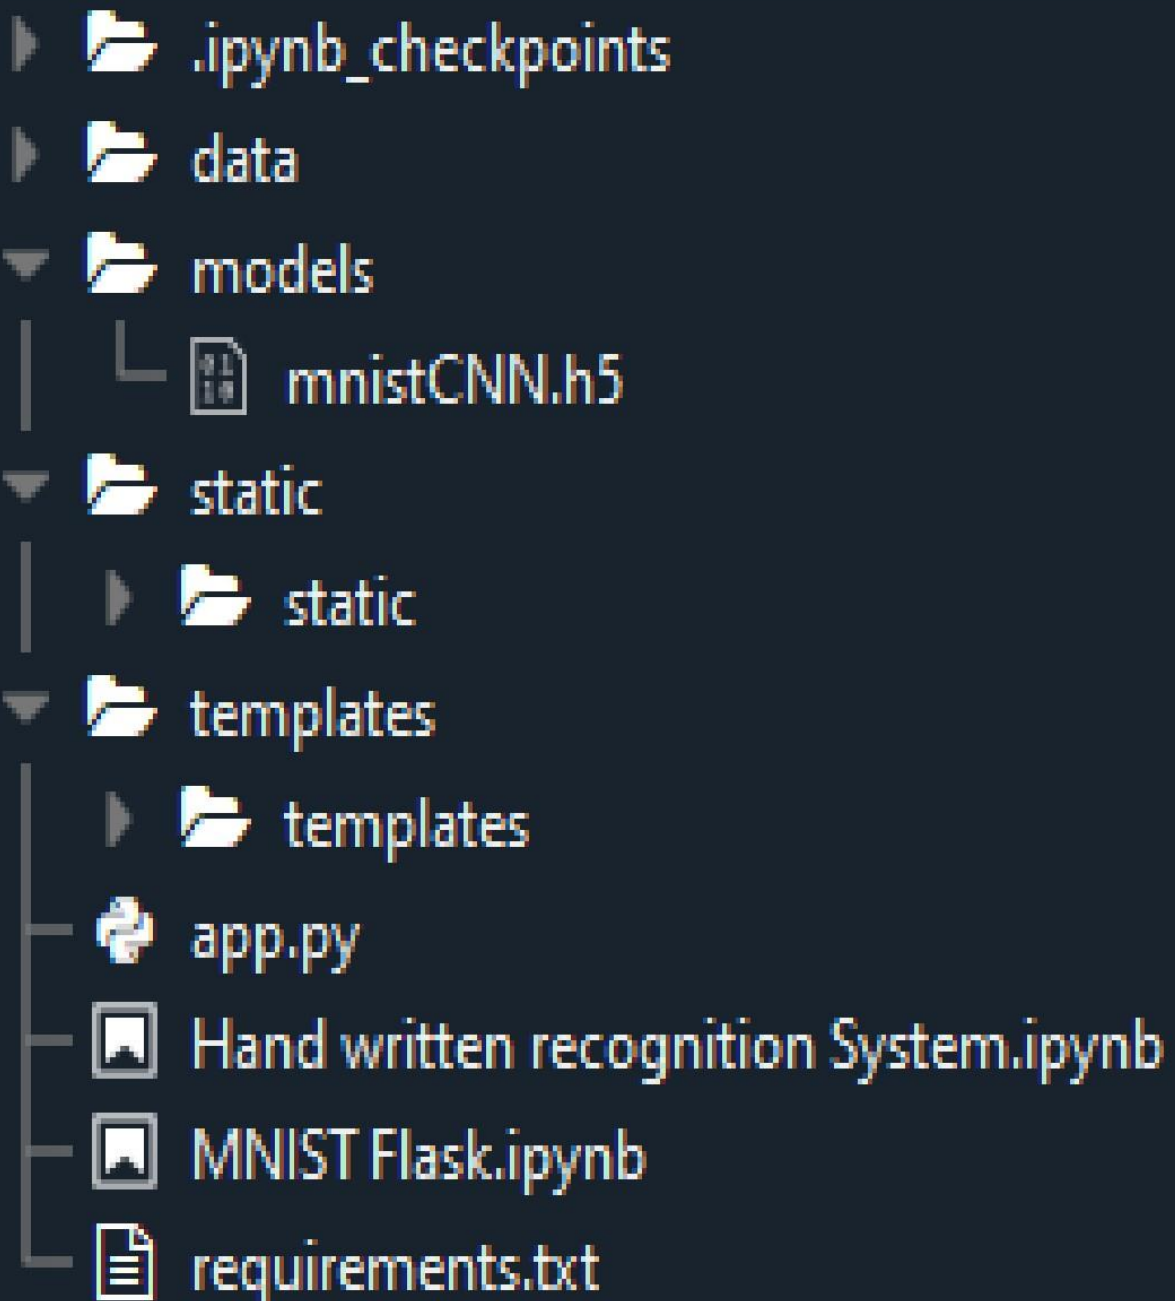 .ipynb_checkpoints
data
models
mnistCNN.h5
static
static
templates
templates
app.py
Hand written recognition System.ipynb
MNIST Flask.ipynb
requirements.txt